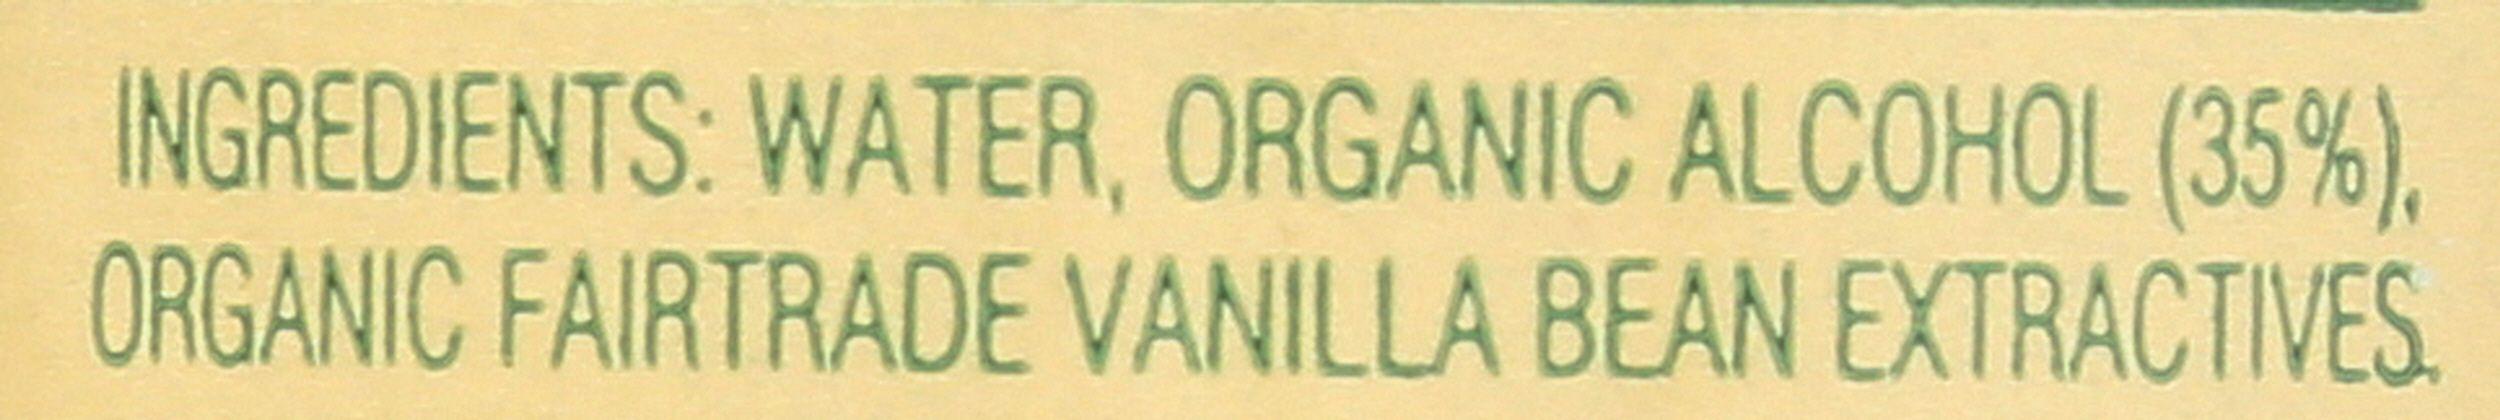 INGREDIENTS: WATER, ORGANIC ALCOHOL (35%),
ORGANIC FAIRTRADE VANILLA BEAN EXTRACTIVES.